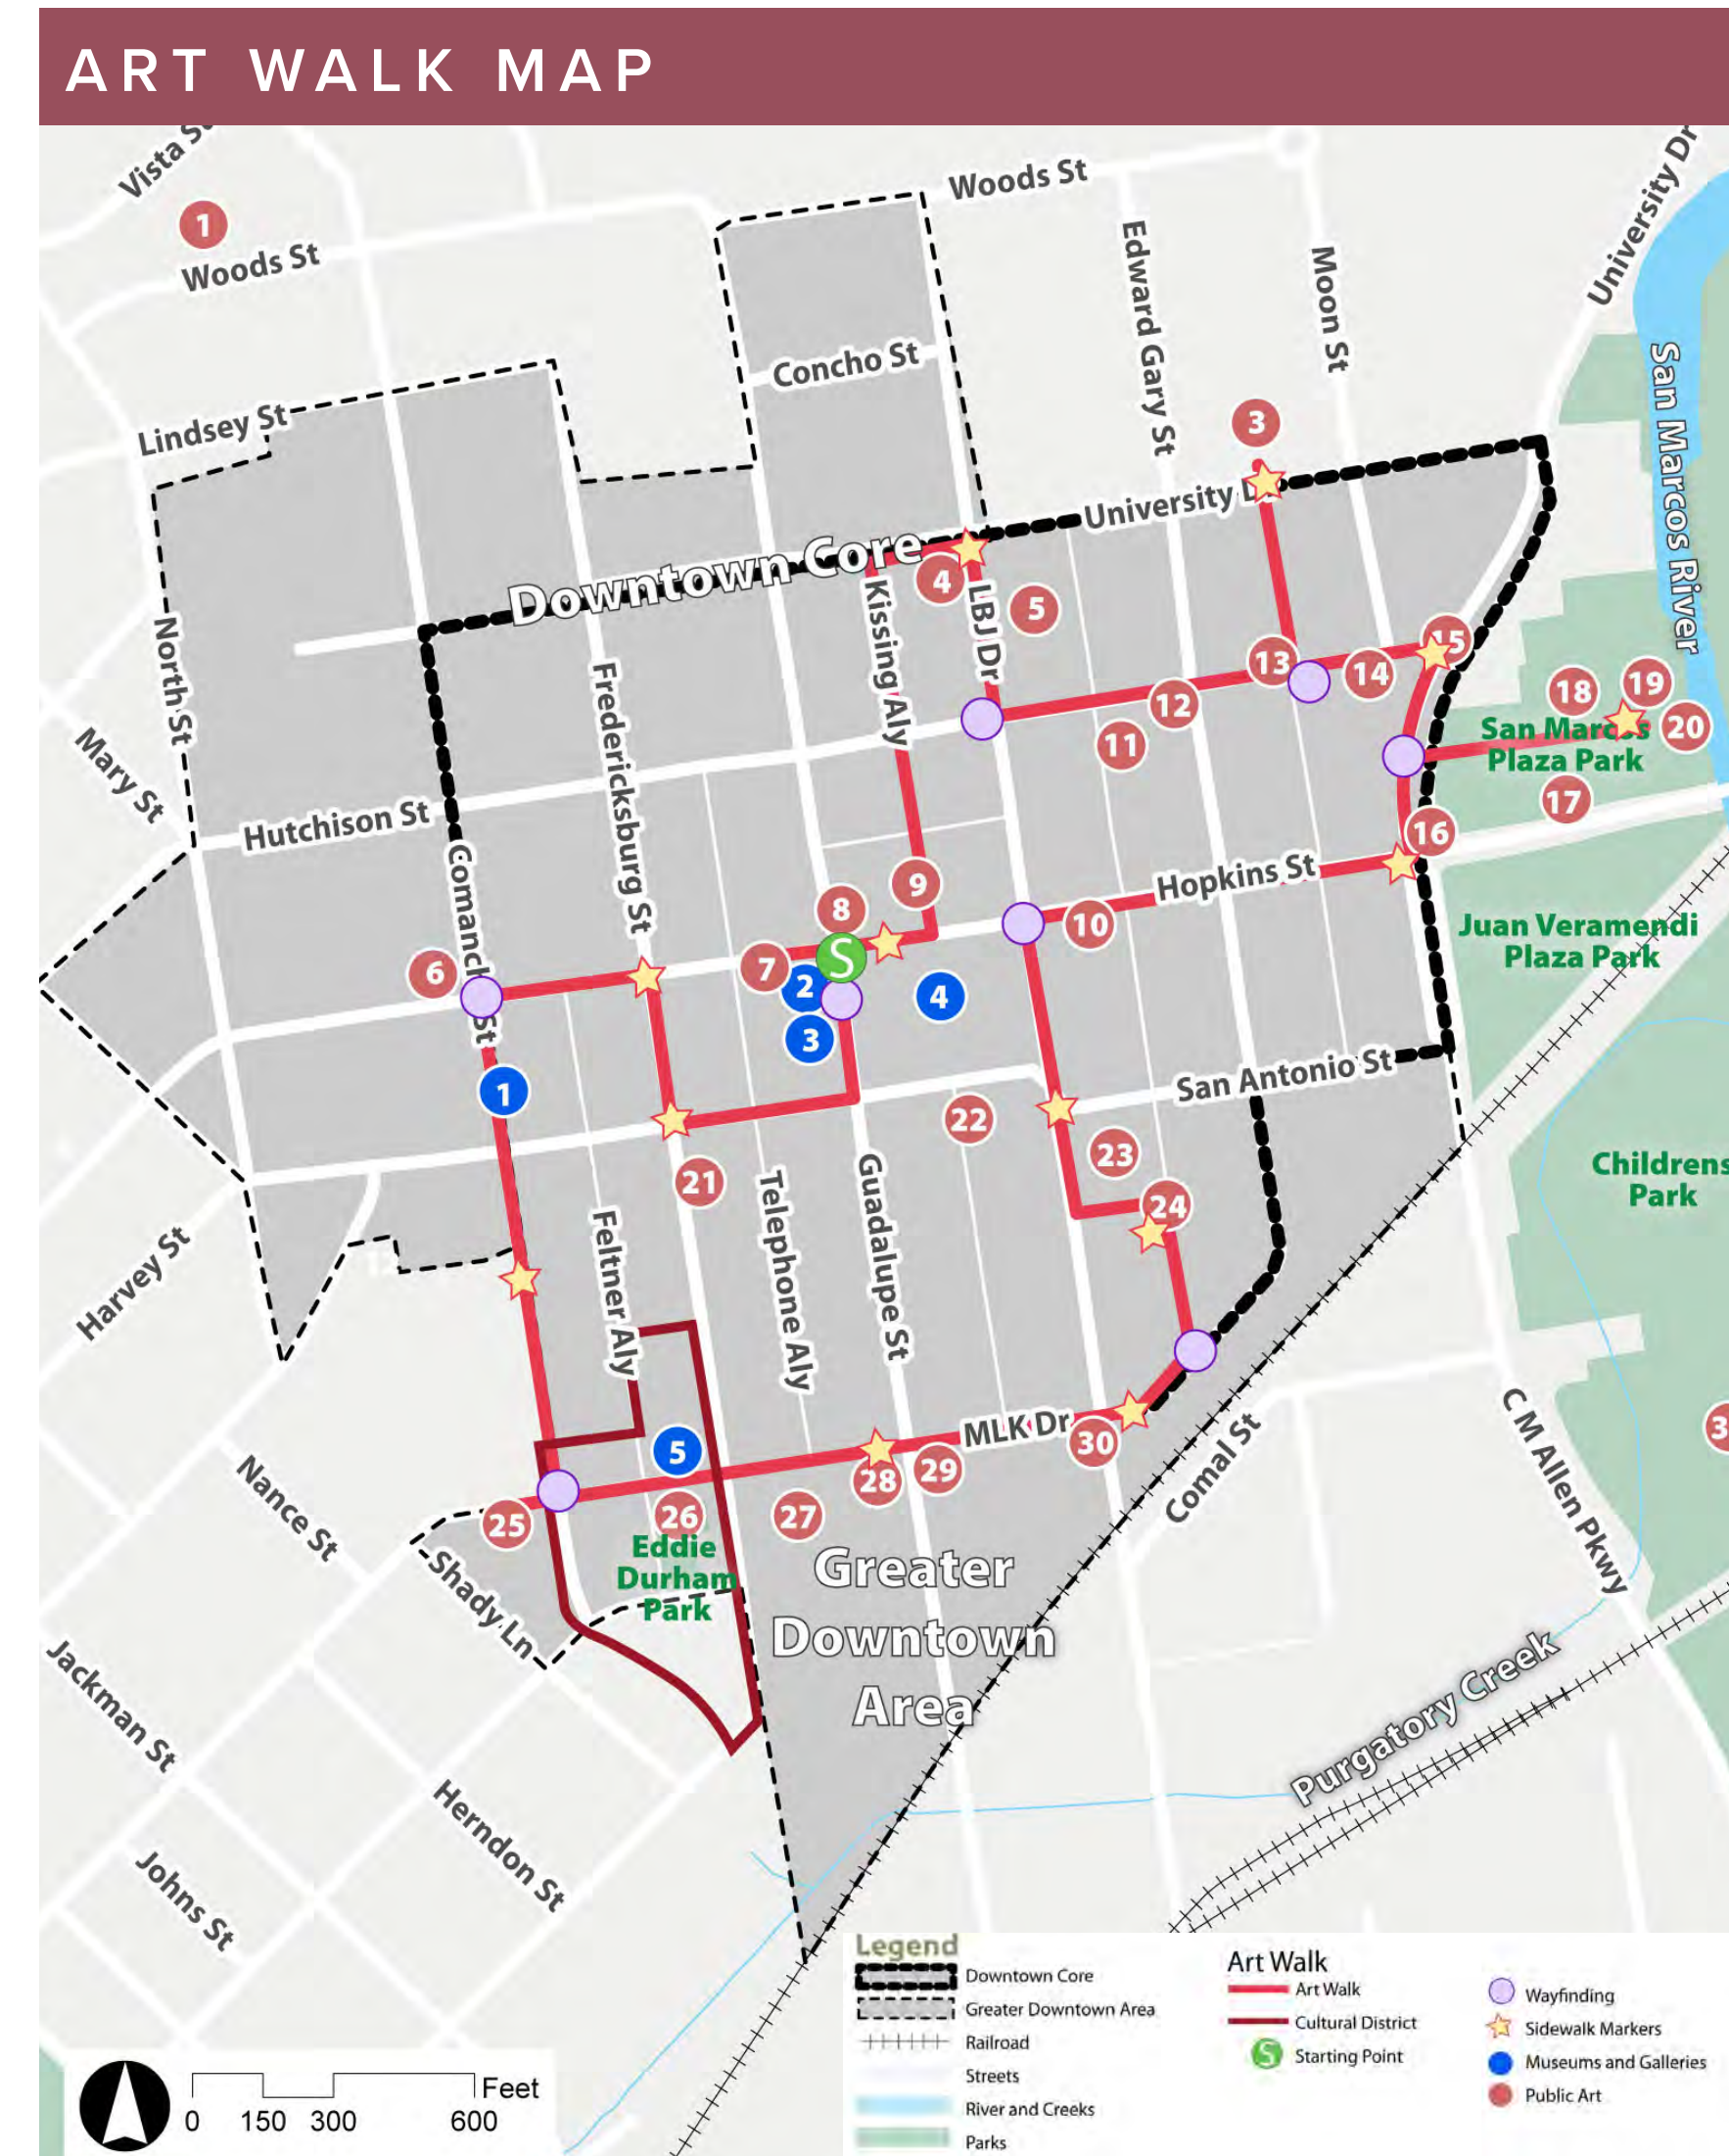 ART WALK MAP
Vista St
1
Woods St
Woods St
University Dr
Edward Gary St
Moon St
San Marcos River
Concho St
Lindsey St
3
University D
Downtown Core
4
5
Kissing Aly
LBJ Dr
North St
Fredericksburg St
Mary St
Hutchison St
Comanch
St
15
13
14
12
11
18
19
20
San Marcos
Plaza Park
17
16
9
8
Hopkins St
10
Juan Veramendi
Plaza Park
6
7
S
2
4
3
1
San Antonio St
22
23
24
21
Childrens
Park
Harvey St
Feltner Aly
Telephone Aly
Guadalupe St
5
MLK Dr
30
29
28
27
26
25
Eddie
Durham
Park
Comal St
C M Allen Pkwy
3
Nance St
Shady Ln
Greater
Downtown
Area
Jackman St
Purgatory Creek
Herndon St
Johns St
Feet
0 150 300 600
Legend
Downtown Core
Greater Downtown Area
Railroad
Streets
River and Creeks
Parks
Art Walk
Art Walk
Cultural District
S
Starting Point
Wayfinding
Sidewalk Markers
Museums and Galleries
Public Art